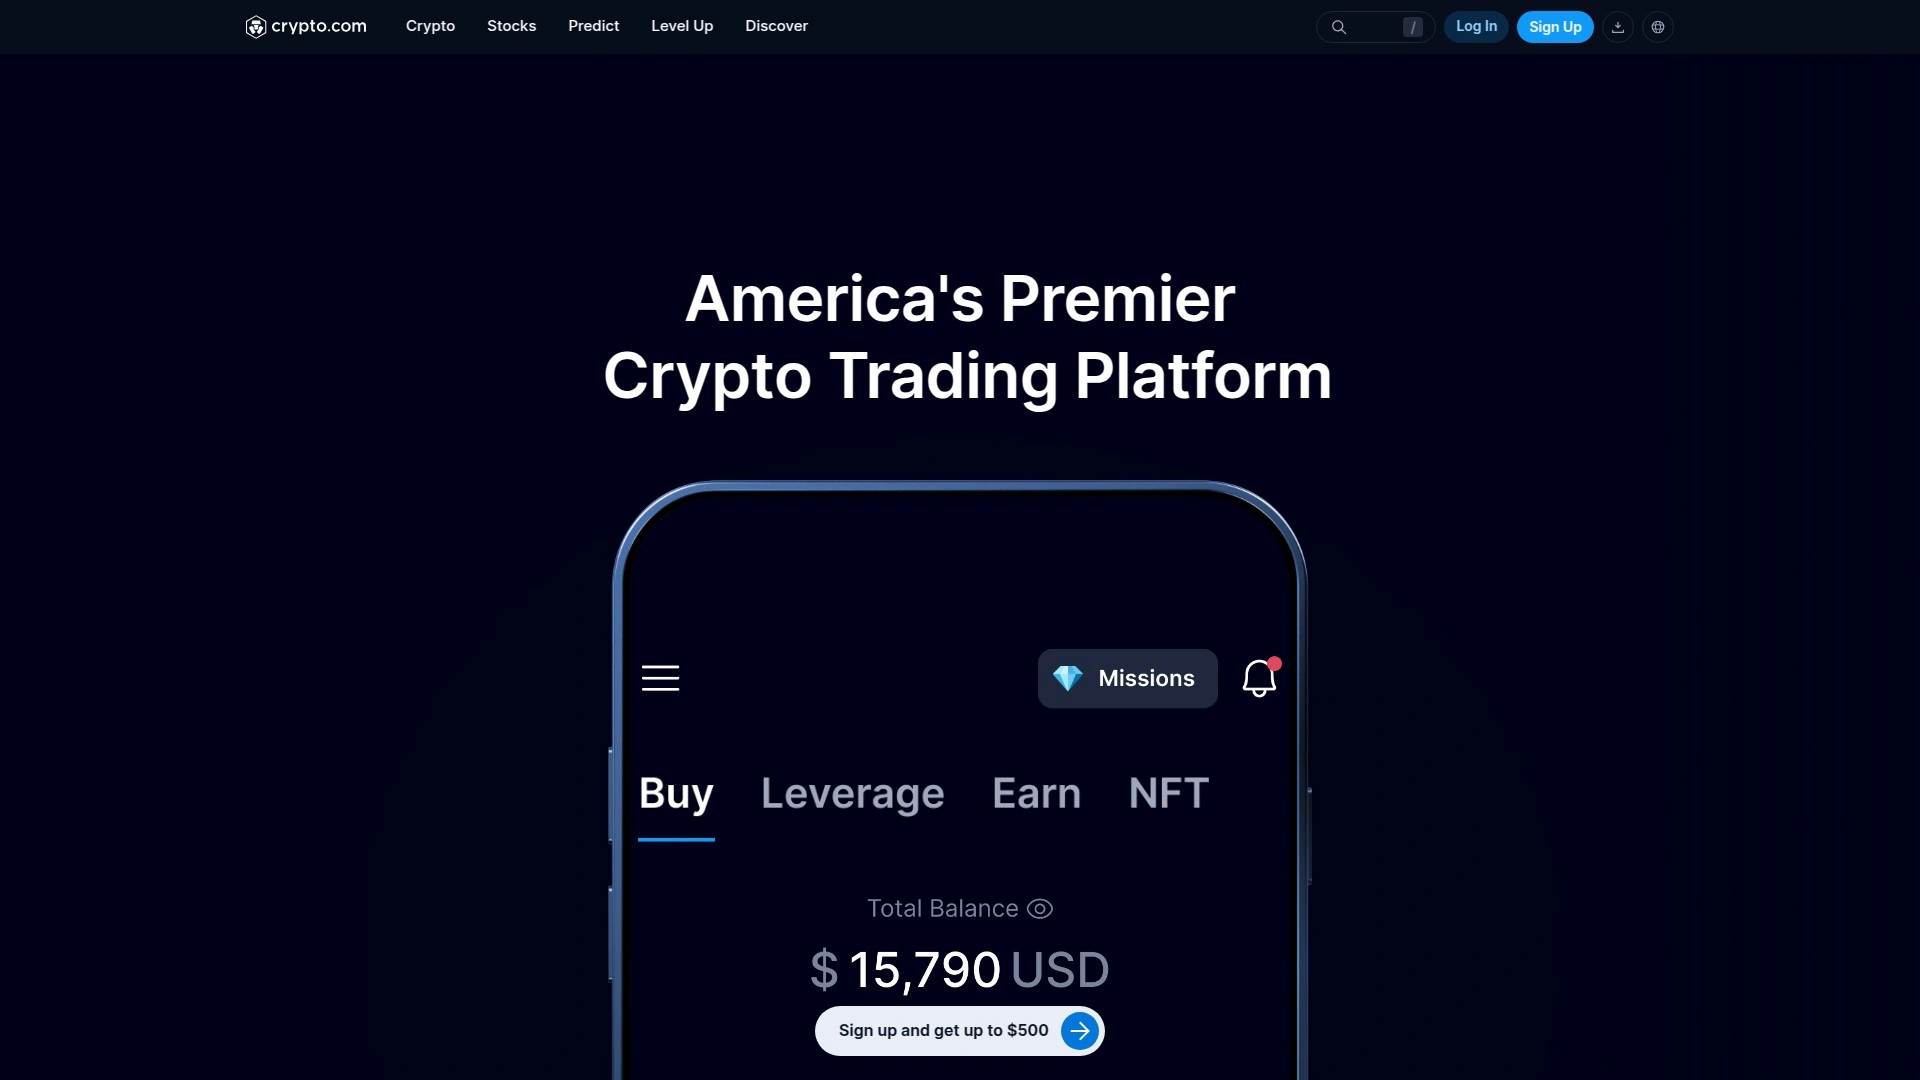 crypto.com
Crypto
Stocks
Predict
Level Up
Discover
/
Log In
Sign Up
America's Premier
Crypto Trading Platform
Missions
Buy
Leverage
Earn
NFT
Total Balance
$ 15,790 USD
Sign up and get up to $500